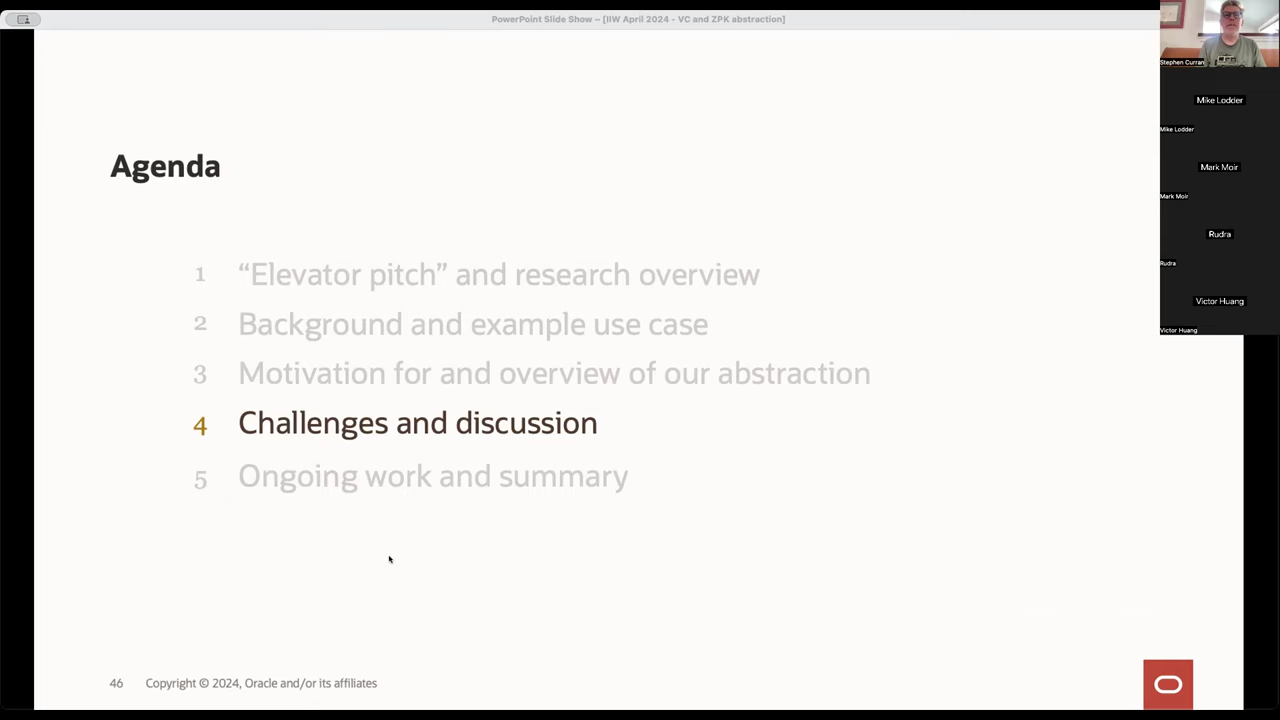 PowerPoint Slide Show – [IIW April 2024 - VC and ZPK abstraction]
Stephen Curran
Mike Lodder
Mike Lodder
Mark Moir
Mark Moir
Rudra
Rudra
Victor Huang
Victor Huang
Agenda
1 “Elevator pitch” and research overview
2 Background and example use case
3 Motivation for and overview of our abstraction
4 Challenges and discussion
5 Ongoing work and summary
46 Copyright © 2024, Oracle and/or its affiliates